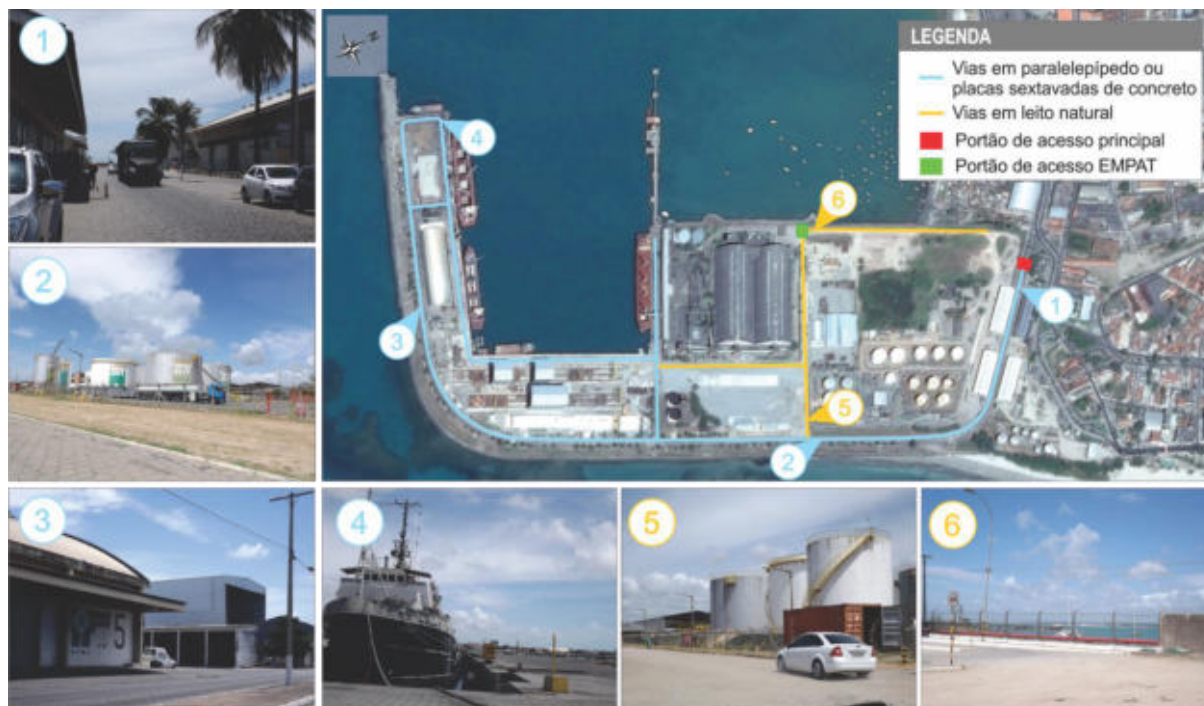 1
N
LEGENDA
Vias em paralelepípedo ou
placas sextavadas de concreto
Vias em leito natural
Portão de acesso principal
Portão de acesso EMPAT
4
6
1
3
5
2
2
3
5
4
5
6